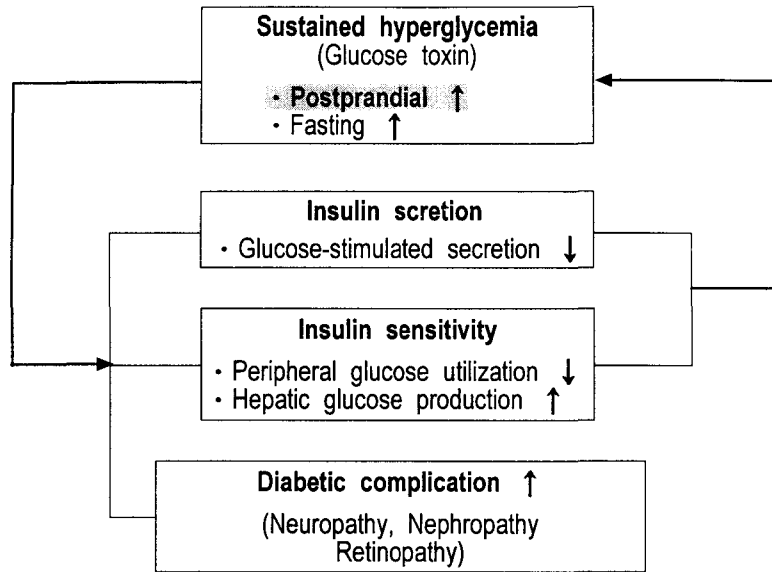 Sustained hyperglycemia
(Glucose toxin)
· Postprandial ↑
· Fasting ↑
Insulin scretion
· Glucose-stimulated secretion ↓
Insulin sensitivity
· Peripheral glucose utilization ↓
· Hepatic glucose production ↑
Diabetic complication ↑
(Neuropathy, Nephropathy
Retinopathy)